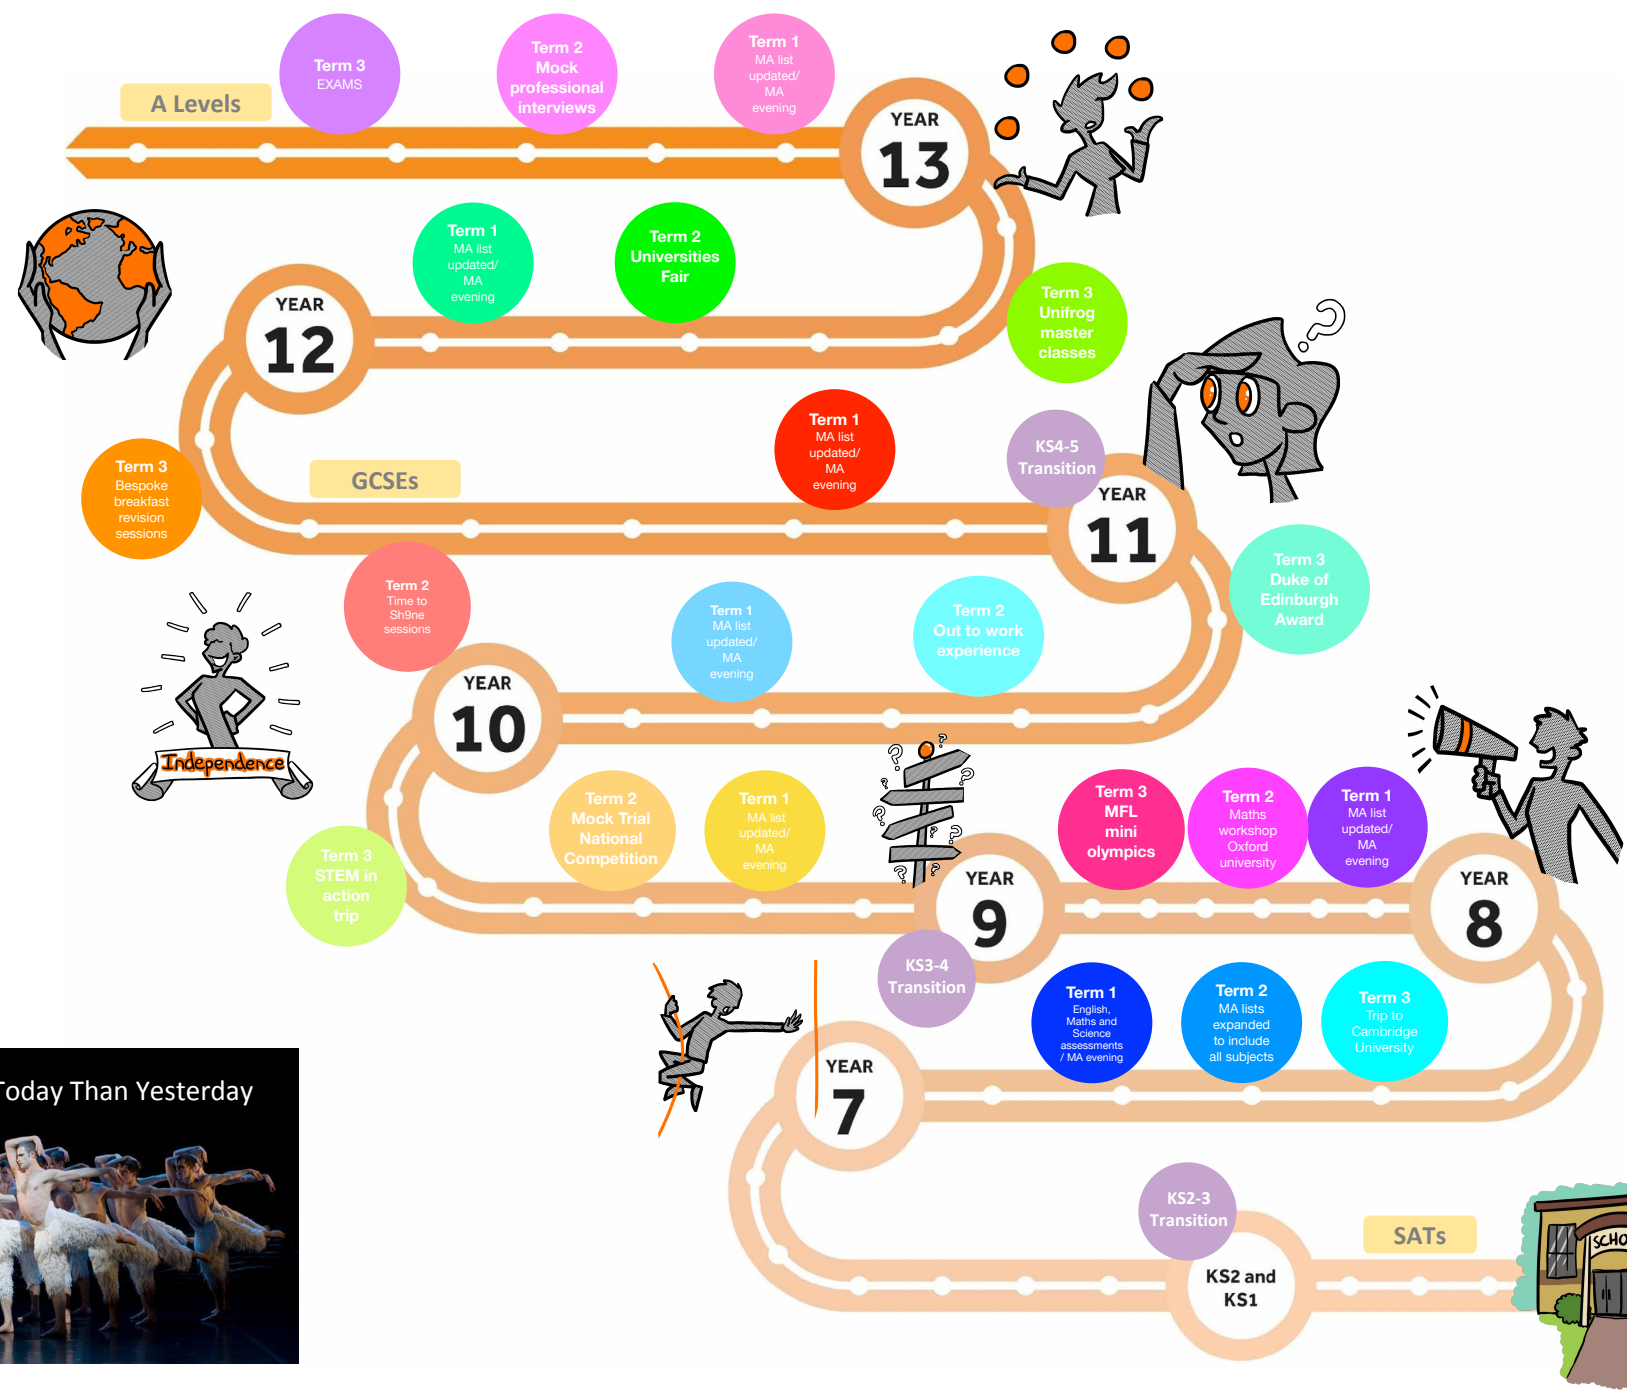 Term 3
EXAMS
Term 2
Mock
professional
interviews
Term 1
MA list
updated/
MA
evening
A Levels
YEAR
13
Term 1
MA list
updated/
MA
evening
Term 2
Universities
Fair
Term 3
Unifrog
master
classes
YEAR
12
Term 1
MA list
updated/
MA
evening
KS4-5
Transition
Term 3
Bespoke
breakfast
revision
sessions
GCSEs
YEAR
11
Term 2
Time to
Sh9ne
sessions
Term 1
MA list
updated/
MA
evening
Term 2
Out to work
experience
Term 3
Duke of
Edinburgh
Award
YEAR
10
Independence
Term 3
STEM in
action
trip
Term 2
Mock Trial
National
Competition
Term 1
MA list
updated/
MA
evening
YEAR
9
Term 3
MFL
mini
olympics
Term 2
Maths
workshop
Oxford
university
Term 1
MA list
updated/
MA
evening
YEAR
8
KS3-4
Transition
Term 1
English,
Maths and
Science
assessments
/ MA evening
Term 2
MA lists
expanded
to include
all subjects
Term 3
Trip to
Cambridge
University
YEAR
7
Today Than Yesterday
KS2-3
Transition
SATs
KS2 and
KS1
SCHO